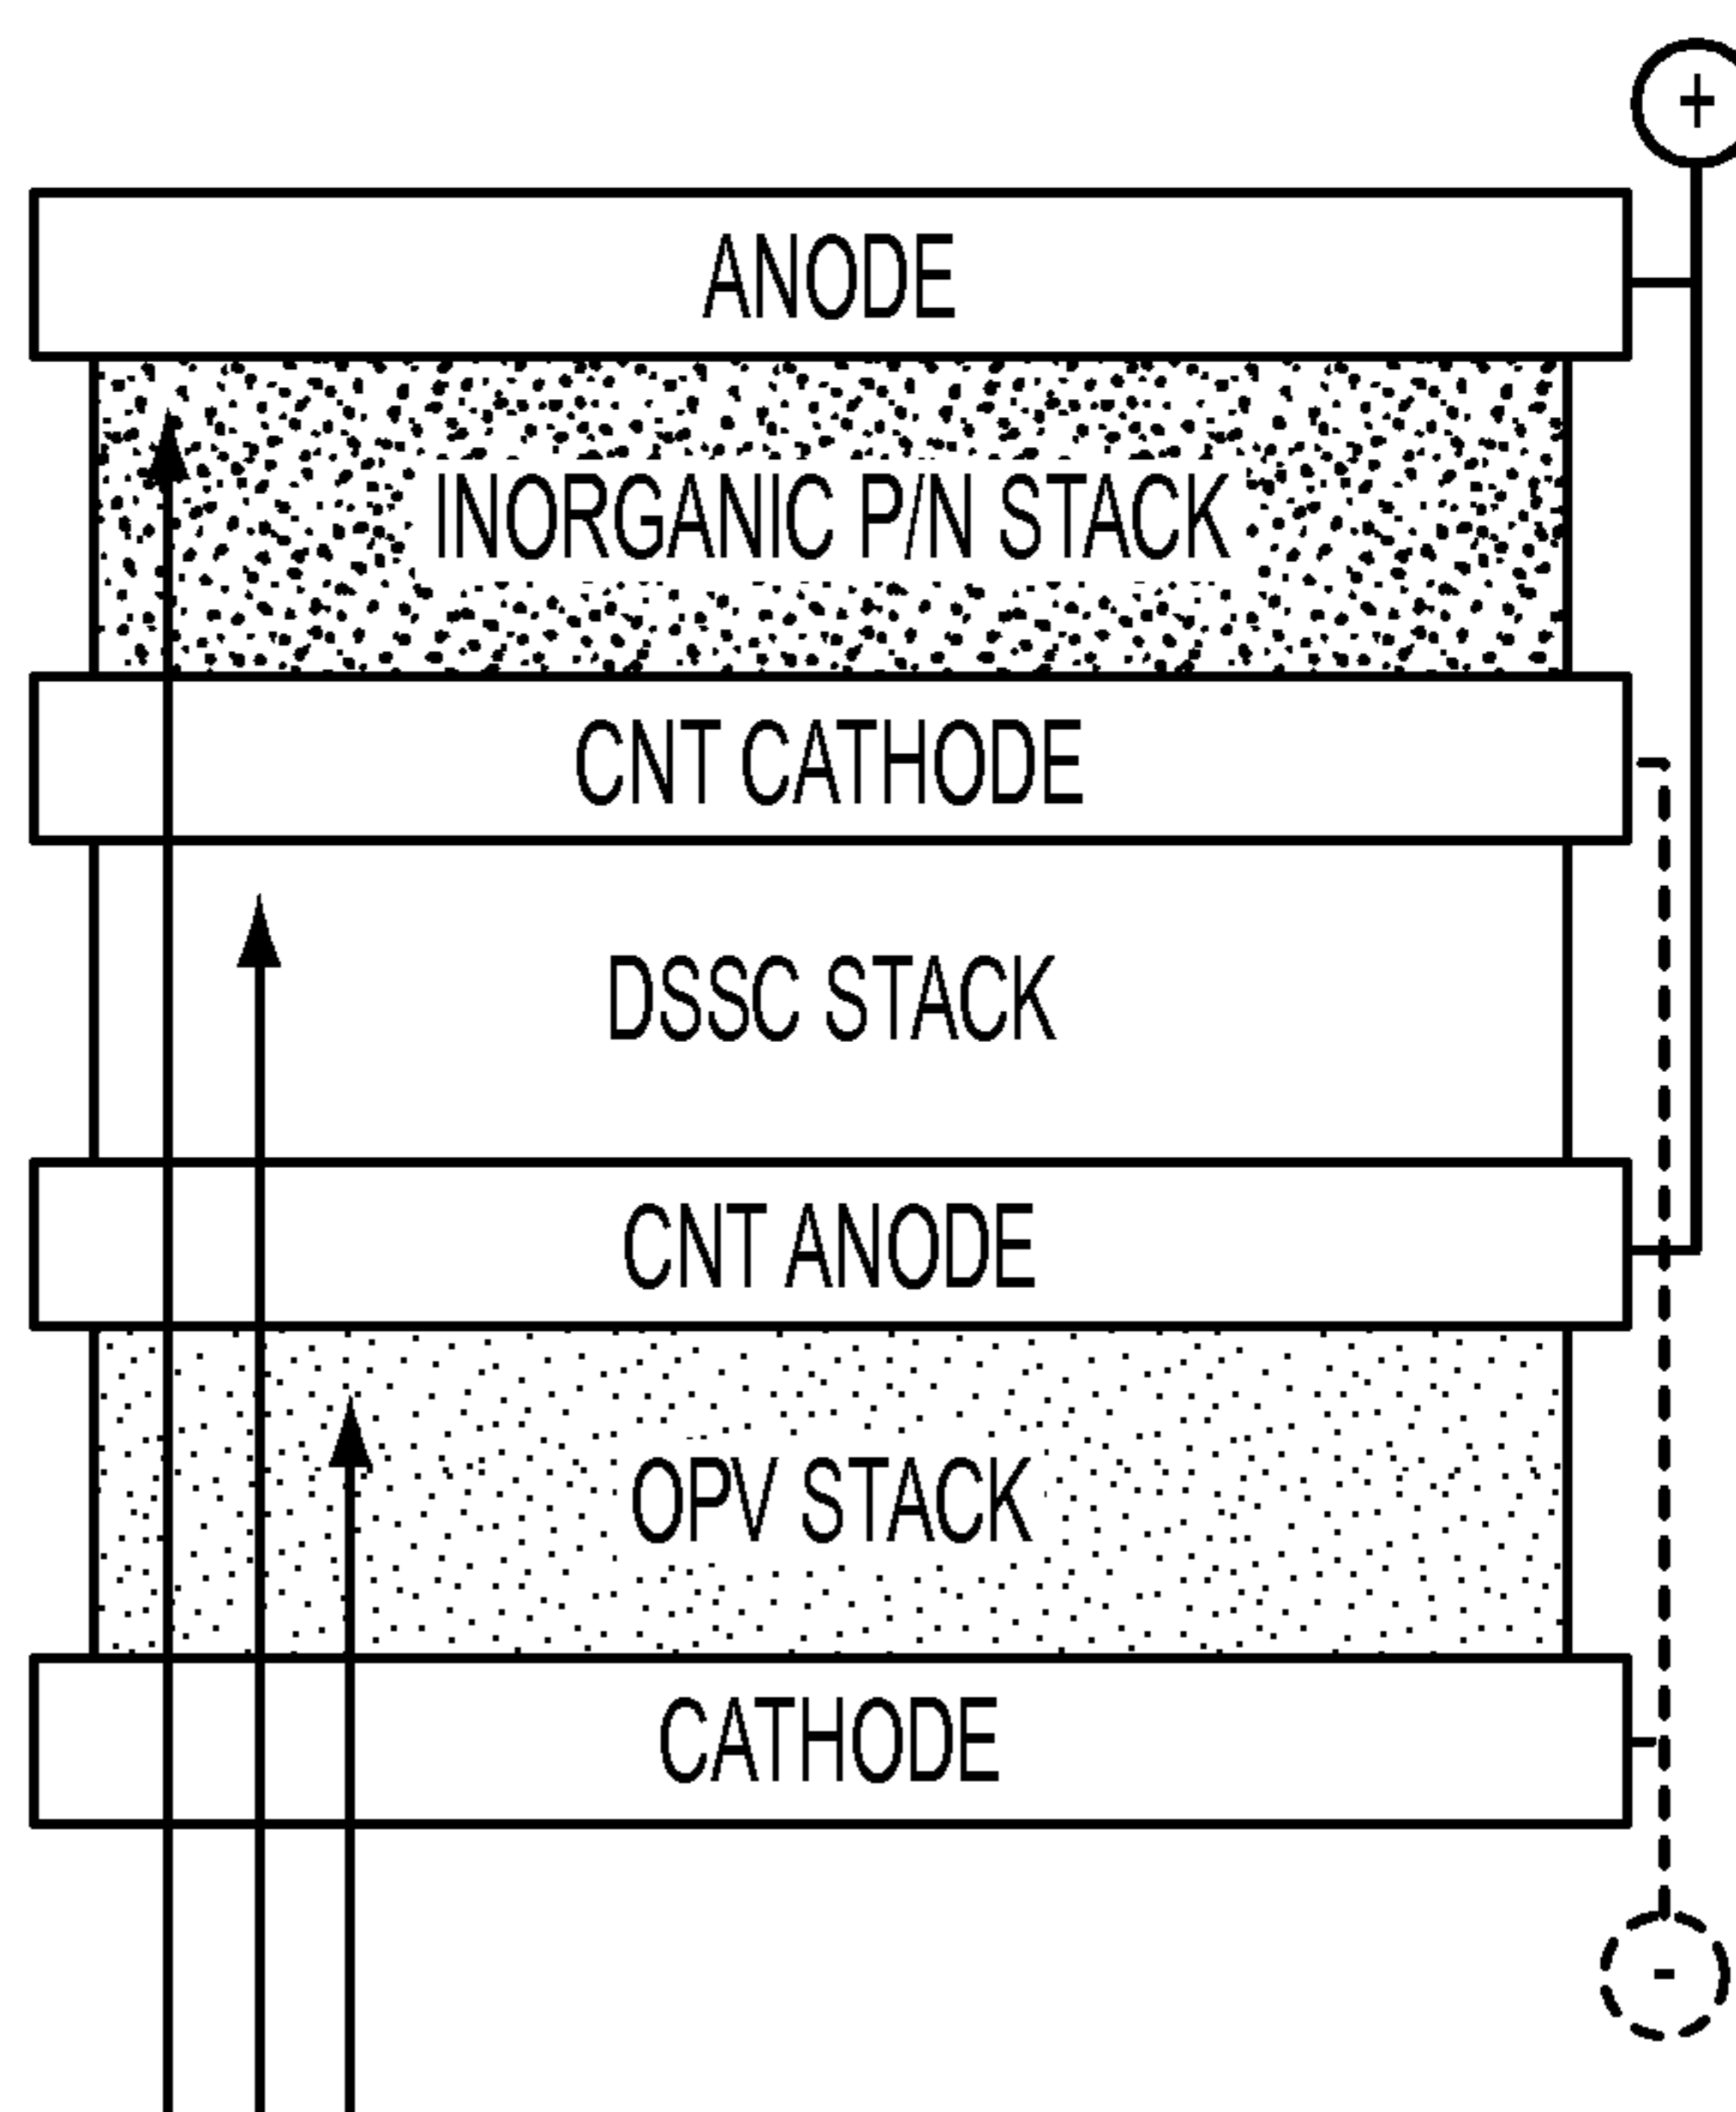 +
ANODE
INORGANIC P/N STACK
CNT CATHODE
DSSC STACK
CNT ANODE
OPV STACK
CATHODE
-